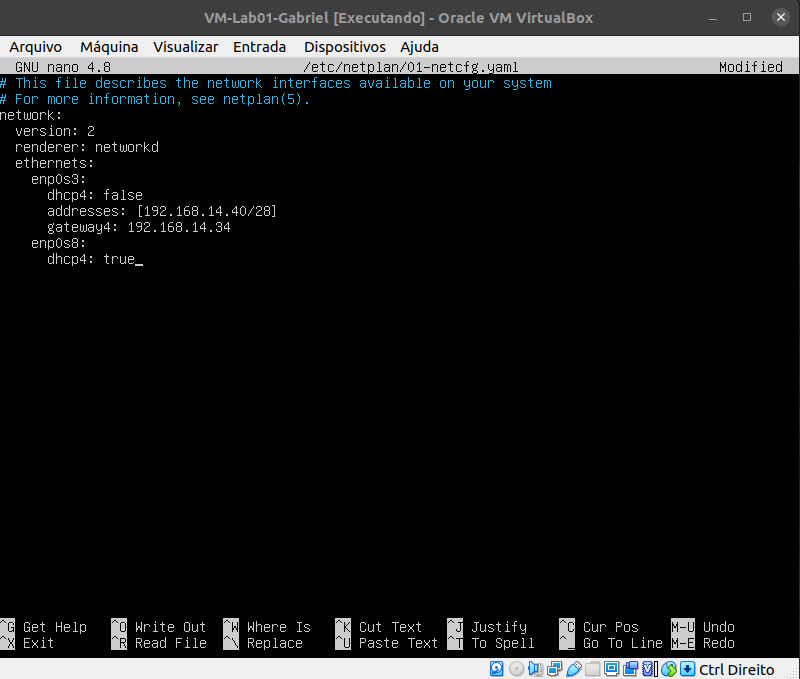 VM-Lab01-Gabriel [Executando] - Oracle VM VirtualBox
Arquivo Máquina Visualizar Entrada Dispositivos Ajuda
GNU nano 4.8 /etc/netplan/01-netcfg.yaml Modified
# This file describes the network interfaces available on your system
# For more information, see netplan(5).
network:
  version: 2
  renderer: networkd
  ethernets:
    enp0s3:
      dhcp4: false
      addresses: [192.168.14.40/28]
      gateway4: 192.168.14.34
    enp0s8:
      dhcp4: true_
^G Get Help ^O Write Out ^W Where Is ^K Cut Text ^J Justify ^C Cur Pos M-U Undo
^X Exit ^R Read File ^\ Replace ^U Paste Text ^T To Spell ^_ Go To Line M-E Redo
Ctrl Direito